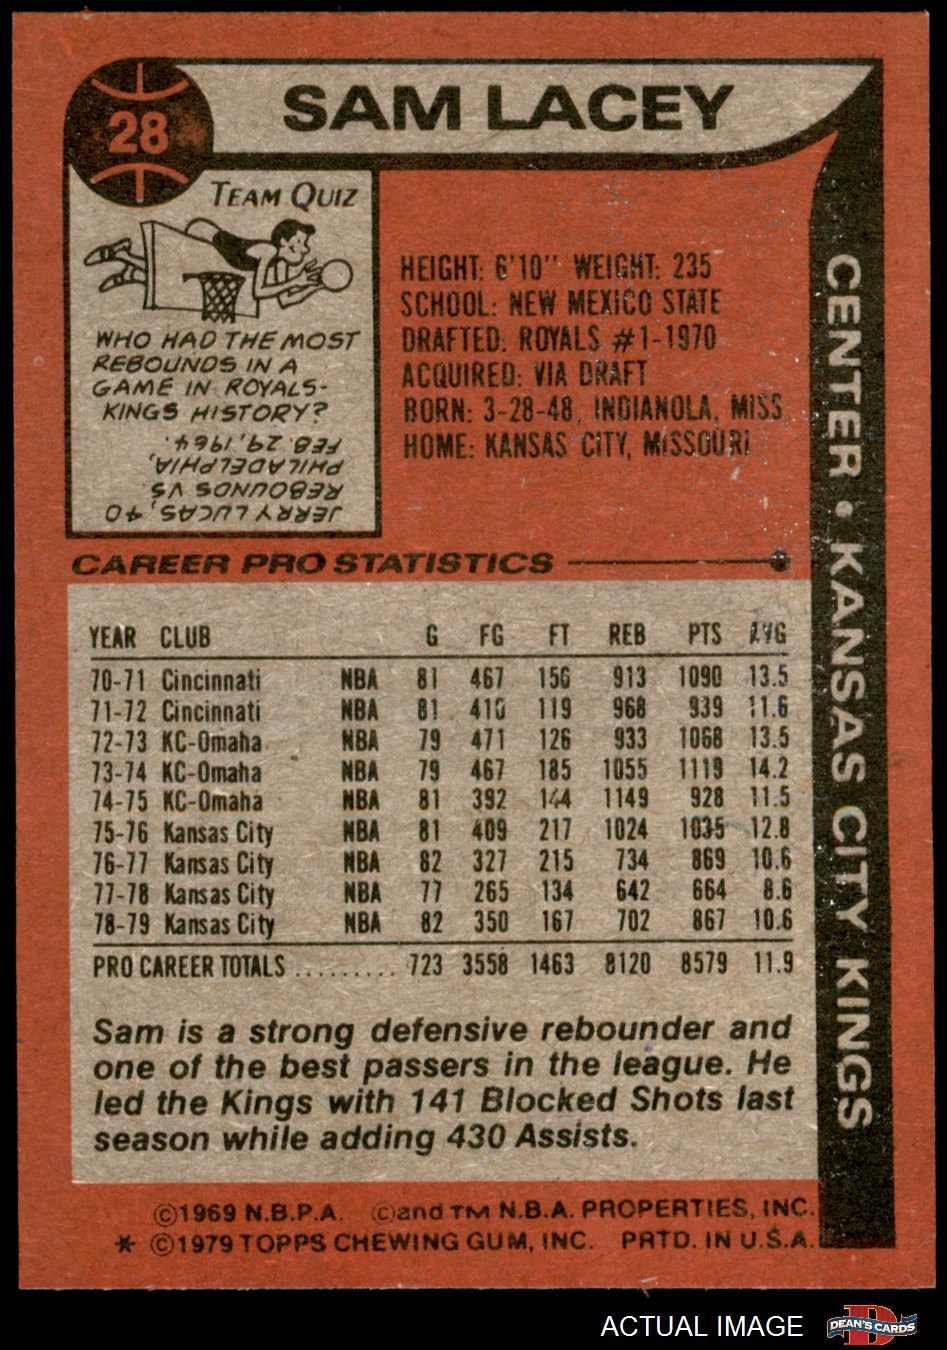 28
SAM LACEY
TEAM QUIZ
WHO HAD THE MOST
REBOUNDS IN A
GAME IN ROYALS-
KINGS HISTORY?
JERRY LUCAS, 40
REBOUNDS VS
PHILADELPHIA,
FEB. 29, 1964.
HEIGHT: 6'10" WEIGHT: 235
SCHOOL: NEW MEXICO STATE
DRAFTED: ROYALS #1-1970
ACQUIRED: VIA DRAFT
BORN: 3-28-48, INDIANOLA, MISS
HOME: KANSAS CITY, MISSOURI
CENTER • KANSAS CITY KINGS
CAREER PRO STATISTICS
YEAR CLUB G FG FT REB PTS AVG
70-71 Cincinnati NBA 81 467 156 913 1090 13.5
71-72 Cincinnati NBA 81 410 119 968 939 11.6
72-73 KC-Omaha NBA 79 471 126 933 1068 13.5
73-74 KC-Omaha NBA 79 467 185 1055 1119 14.2
74-75 KC-Omaha NBA 81 392 144 1149 928 11.5
75-76 Kansas City NBA 81 409 217 1024 1035 12.8
76-77 Kansas City NBA 82 327 215 734 869 10.6
77-78 Kansas City NBA 77 265 134 642 664 8.6
78-79 Kansas City NBA 82 350 167 702 867 10.6
PRO CAREER TOTALS ......... 723 3558 1463 8120 8579 11.9
Sam is a strong defensive rebounder and
one of the best passers in the league. He
led the Kings with 141 Blocked Shots last
season while adding 430 Assists.
©1969 N.B.P.A. ©and TM N.B.A. PROPERTIES, INC.
* ©1979 TOPPS CHEWING GUM, INC. PRTD. IN U.S.A.
ACTUAL IMAGE
D
DEAN'S CARDS